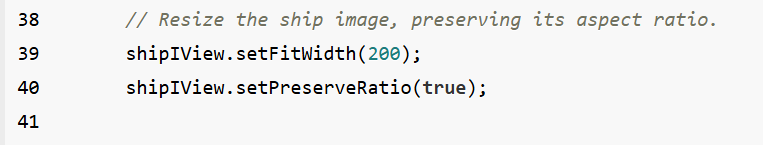 38 // Resize the ship image, preserving its aspect ratio.
39 shipIView.setFitWidth(200);
40 shipIView.setPreserveRatio(true);
41